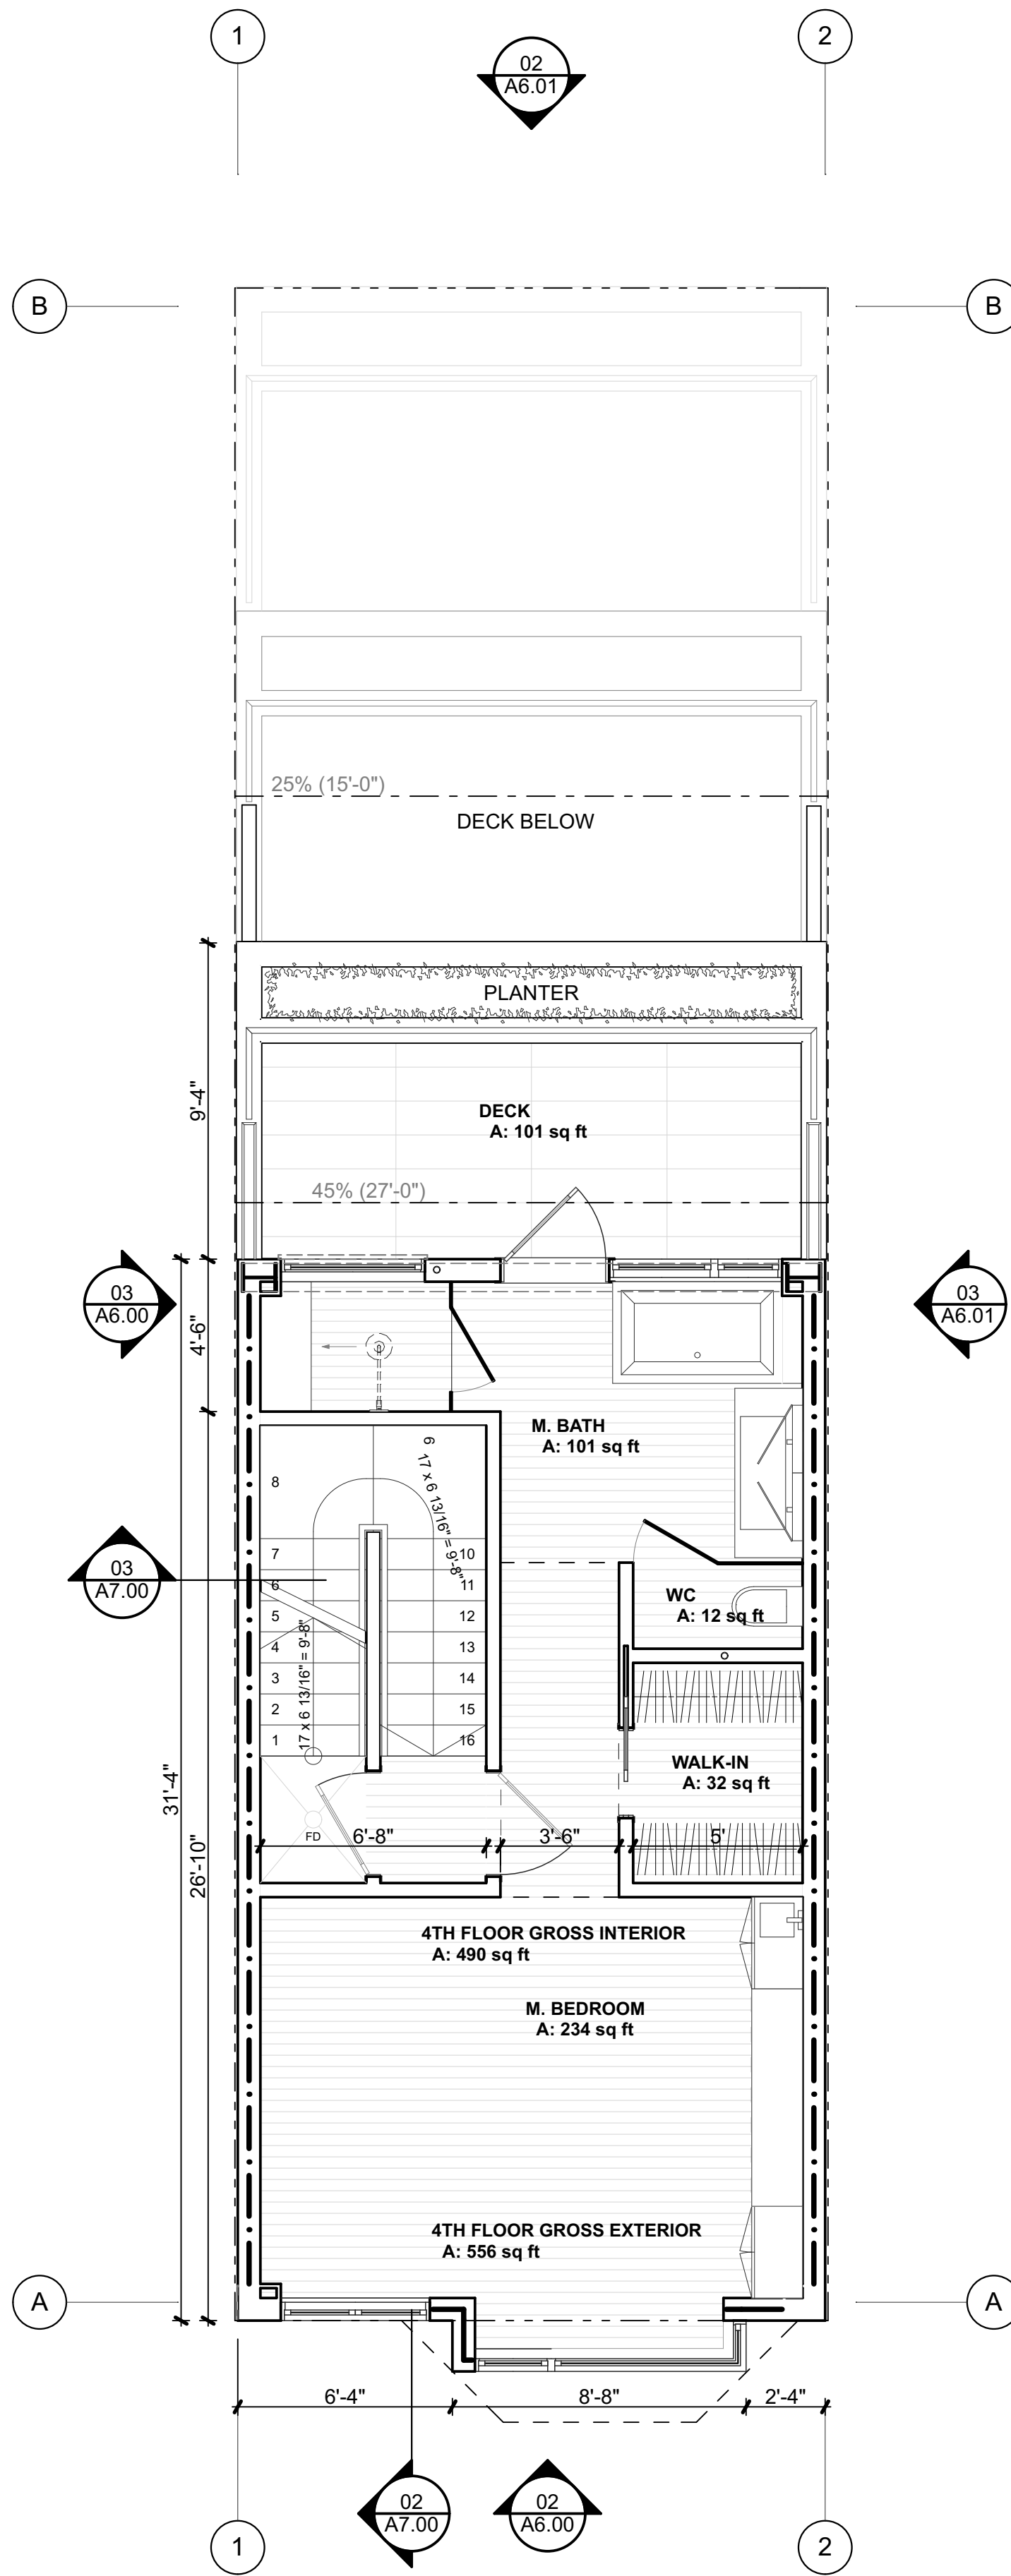 1
2
02
A6.01
B
B
25% (15'-0")
DECK BELOW
PLANTER
9'-4"
DECK
A: 101 sq ft
45% (27'-0")
03
A6.00
03
A6.01
4'-6"
M. BATH
A: 101 sq ft
9
17 x 6 13/16" = 9'-8"
8
7
10
6
11
5
12
4
13
3
14
2
15
1
16
17 x 6 13/16" = 9'-8"
03
A7.00
WC
A: 12 sq ft
WALK-IN
A: 32 sq ft
FD
6'-8"
3'-6"
5'
31'-4"
26'-10"
4TH FLOOR GROSS INTERIOR
A: 490 sq ft
M. BEDROOM
A: 234 sq ft
4TH FLOOR GROSS EXTERIOR
A: 556 sq ft
A
A
6'-4"
8'-8"
2'-4"
02
A7.00
02
A6.00
1
2